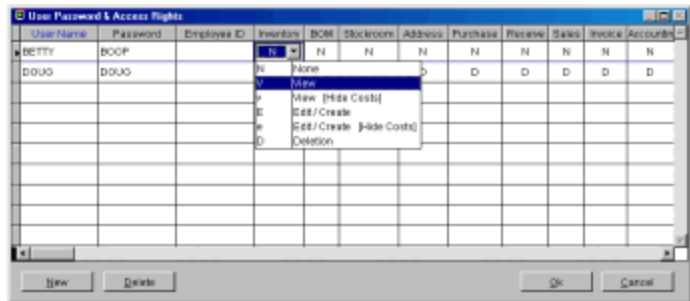 User Password & Access Rights
User Name Password Employee ID Inventory BOM Stockroom Address Purchase Receive Sales Invoice Accountin
BETTY BOOP N N N N N N N N N
DOUG DOUG D D D D D D
N None
V View
v View [Hide Costs]
E Edit/Create
e Edit/Create [Hide Costs]
D Deletion
New Delete Ok Cancel